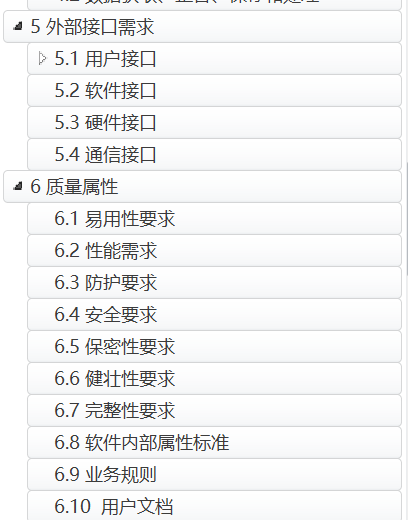 5 外部接口需求
5.1 用户接口
5.2 软件接口
5.3 硬件接口
5.4 通信接口
6 质量属性
6.1 易用性要求
6.2 性能需求
6.3 防护要求
6.4 安全要求
6.5 保密性要求
6.6 健壮性要求
6.7 完整性要求
6.8 软件内部属性标准
6.9 业务规则
6.10 用户文档